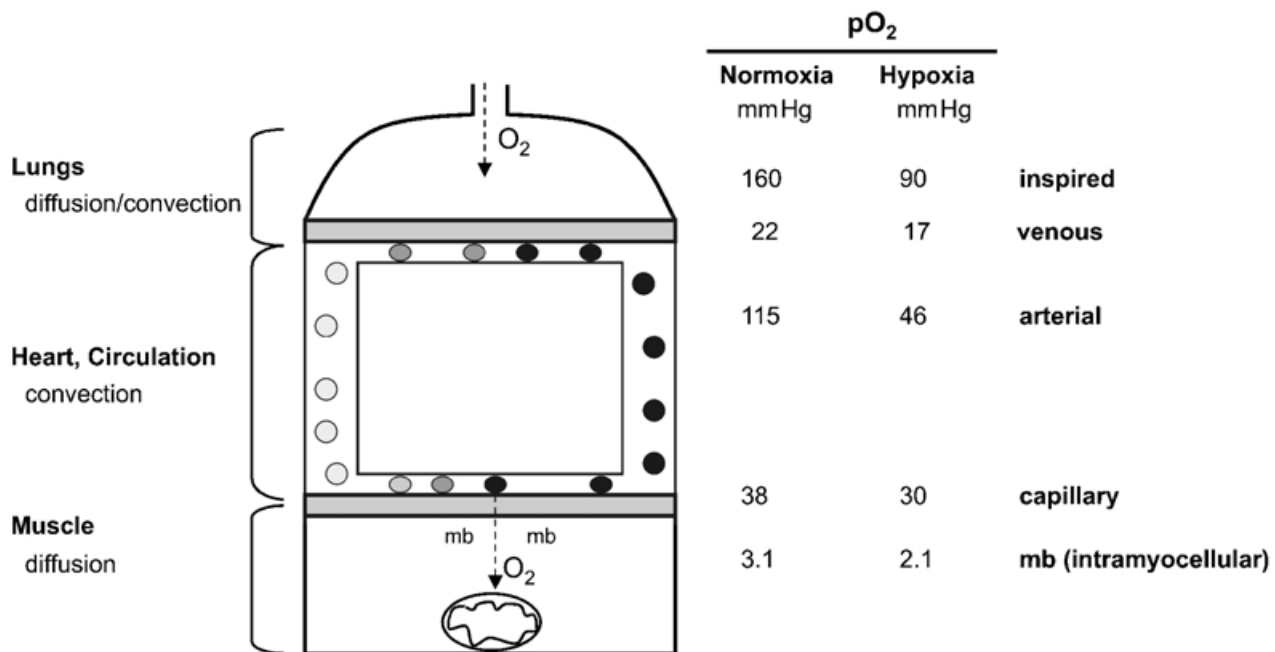 pO₂
Normoxia Hypoxia
mmHg mmHg
O₂
Lungs
diffusion/convection
160 90 inspired
22 17 venous
115 46 arterial
Heart, Circulation
convection
38 30 capillary
Muscle
diffusion
mb mb
3.1 2.1 mb (intramyocellular)
O₂